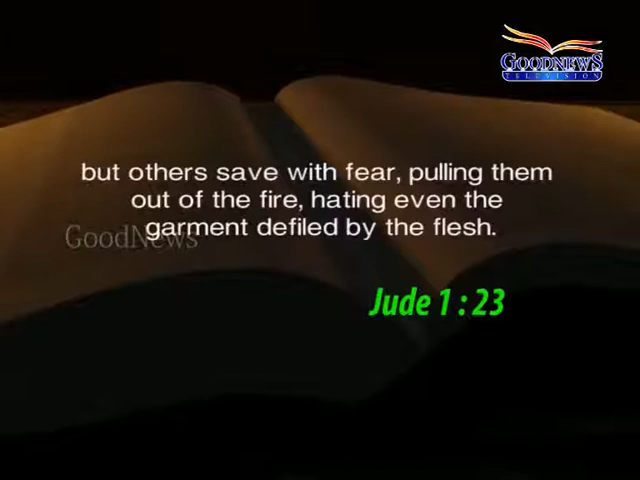 GOODNEWS
TELEVISION
but others save with fear, pulling them
out of the fire, hating even the
garment defiled by the flesh.
GoodNews
Jude 1 : 23